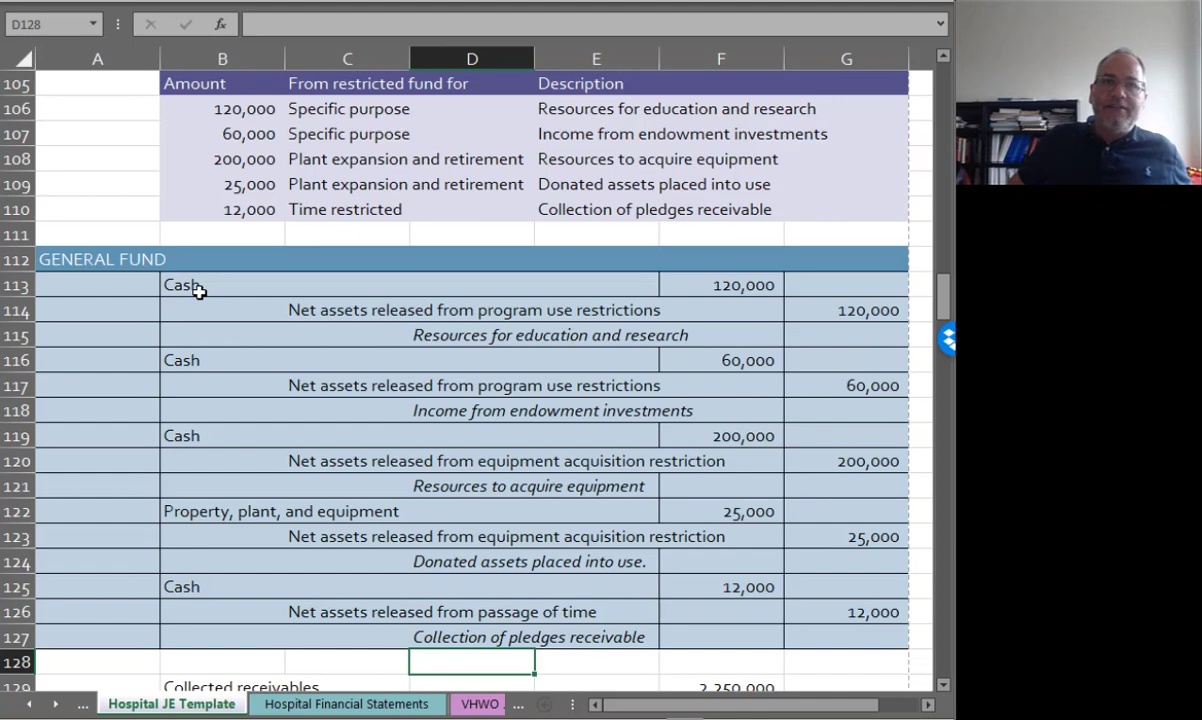 D128 fx
A B C D E F G
105 Amount From restricted fund for Description
106 120,000 Specific purpose Resources for education and research
107 60,000 Specific purpose Income from endowment investments
108 200,000 Plant expansion and retirement Resources to acquire equipment
109 25,000 Plant expansion and retirement Donated assets placed into use
110 12,000 Time restricted Collection of pledges receivable
111
112 GENERAL FUND
113 Cash 120,000
114 Net assets released from program use restrictions 120,000
115 Resources for education and research
116 Cash 60,000
117 Net assets released from program use restrictions 60,000
118 Income from endowment investments
119 Cash 200,000
120 Net assets released from equipment acquisition restriction 200,000
121 Resources to acquire equipment
122 Property, plant, and equipment 25,000
123 Net assets released from equipment acquisition restriction 25,000
124 Donated assets placed into use.
125 Cash 12,000
126 Net assets released from passage of time 12,000
127 Collection of pledges receivable
128
129 Collected receivables 2,250,000
... Hospital JE Template Hospital Financial Statements VHWO ...